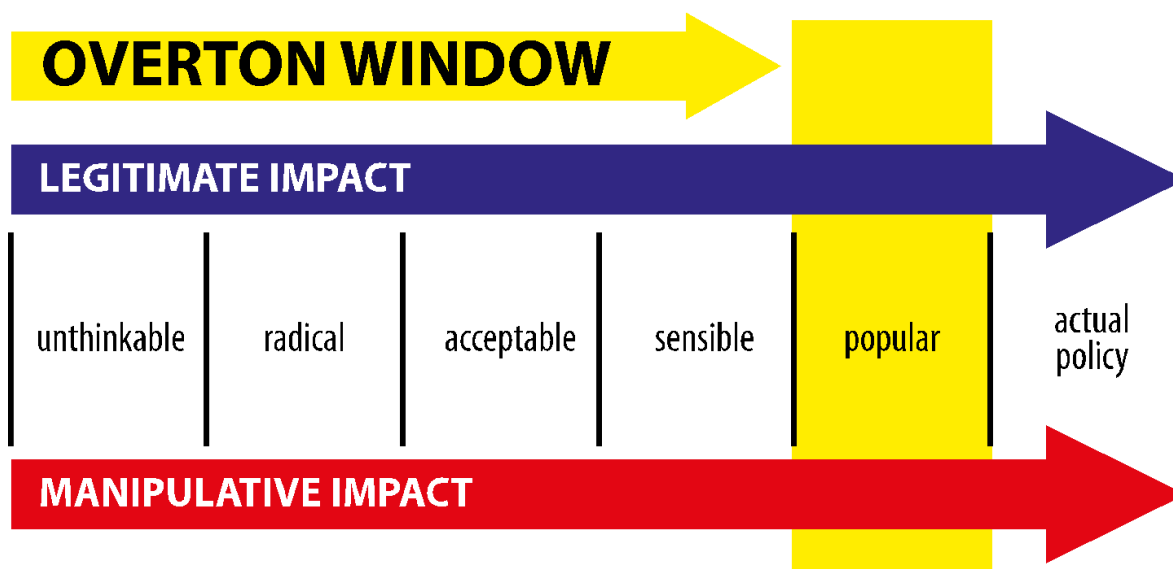 OVERTON WINDOW
LEGITIMATE IMPACT
unthinkable
radical
acceptable
sensible
popular
actual
policy
MANIPULATIVE IMPACT